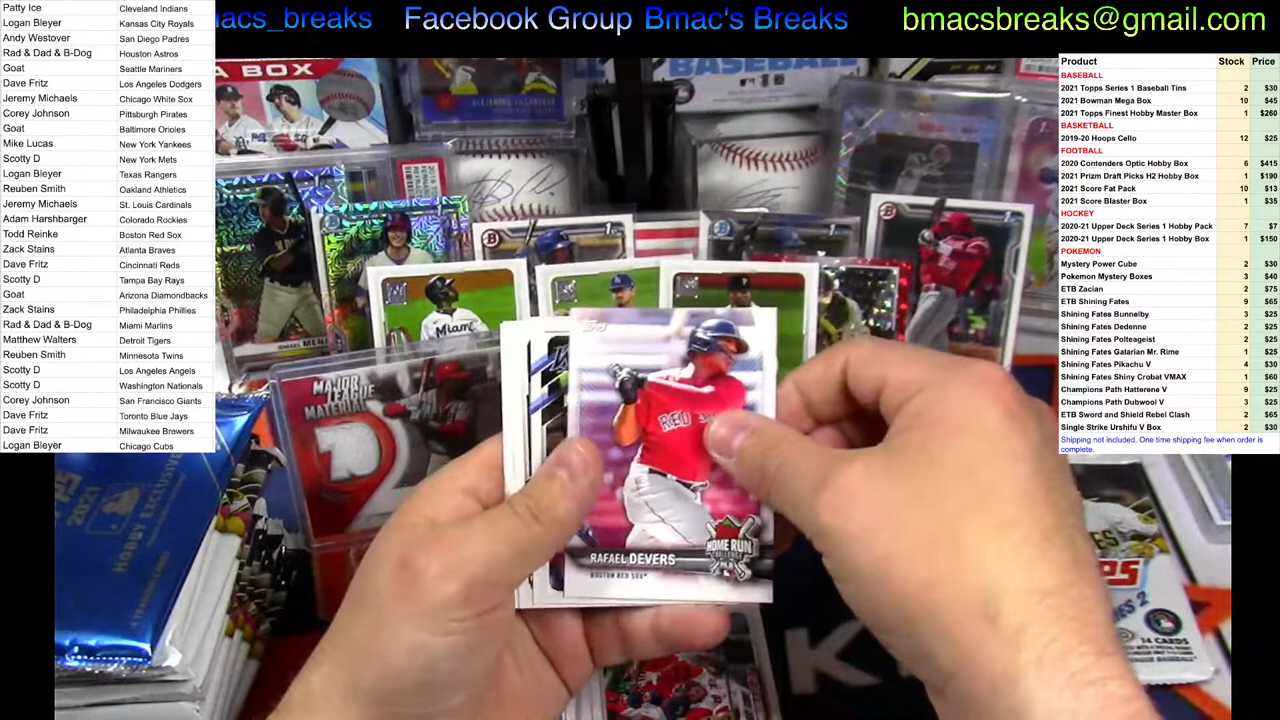 acs_breaks Facebook Group Bmac's Breaks bmacsbreaks@gmail.com
Patty Ice Cleveland Indians
Logan Bleyer Kansas City Royals
Andy Westover San Diego Padres
Rad & Dad & B-Dog Houston Astros
Goat Seattle Mariners
Dave Fritz Los Angeles Dodgers
Jeremy Michaels Chicago White Sox
Corey Johnson Pittsburgh Pirates
Goat Baltimore Orioles
Mike Lucas New York Yankees
Scotty D New York Mets
Logan Bleyer Texas Rangers
Reuben Smith Oakland Athletics
Jeremy Michaels St. Louis Cardinals
Adam Harshbarger Colorado Rockies
Todd Reinke Boston Red Sox
Zack Stains Atlanta Braves
Dave Fritz Cincinnati Reds
Scotty D Tampa Bay Rays
Goat Arizona Diamondbacks
Zack Stains Philadelphia Phillies
Rad & Dad & B-Dog Miami Marlins
Matthew Walters Detroit Tigers
Reuben Smith Minnesota Twins
Scotty D Los Angeles Angels
Scotty D Washington Nationals
Corey Johnson San Francisco Giants
Dave Fritz Toronto Blue Jays
Dave Fritz Milwaukee Brewers
Logan Bleyer Chicago Cubs
Product Stock Price
BASEBALL
2021 Topps Series 1 Baseball Tins 2 $30
2021 Bowman Mega Box 10 $45
2021 Topps Finest Hobby Master Box 1 $260
BASKETBALL
2019-20 Hoops Cello 12 $25
FOOTBALL
2020 Contenders Optic Hobby Box 6 $415
2021 Prizm Draft Picks H2 Hobby Box 1 $190
2021 Score Fat Pack 10 $13
2021 Score Blaster Box 1 $35
HOCKEY
2020-21 Upper Deck Series 1 Hobby Pack 7 $7
2020-21 Upper Deck Series 1 Hobby Box 1 $150
POKEMON
Mystery Power Cube 2 $30
Pokemon Mystery Boxes 3 $40
ETB Zacian 2 $75
ETB Shining Fates 9 $65
Shining Fates Bunnelby 3 $25
Shining Fates Dedenne 2 $25
Shining Fates Polteageist 2 $25
Shining Fates Galarian Mr. Rime 1 $25
Shining Fates Pikachu V 4 $30
Shining Fates Shiny Crobat VMAX 1 $60
Champions Path Hatterene V 9 $25
Champions Path Dubwool V 3 $25
ETB Sword and Shield Rebel Clash 2 $65
Single Strike Urshifu V Box 2 $30
Shipping not included. One time shipping fee when order is
complete.
A BOX
BASEBALL
Miami
MAJOR
LEAGUE
MATERIAL
RED
HOME RUN
CHALLENGE
RAFAEL DEVERS
BOSTON RED SOX
2021
HOBBY EXCLUSIVE
14 CARDS